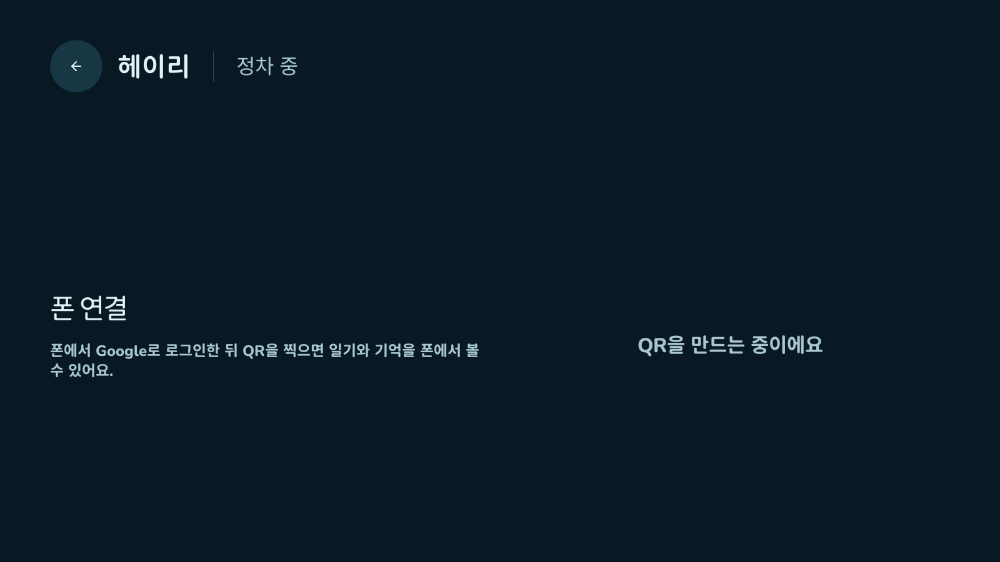 헤이리
정차 중
폰 연결
폰에서 Google로 로그인한 뒤 QR을 찍으면 일기와 기억을 폰에서 볼
수 있어요.
QR을 만드는 중이에요